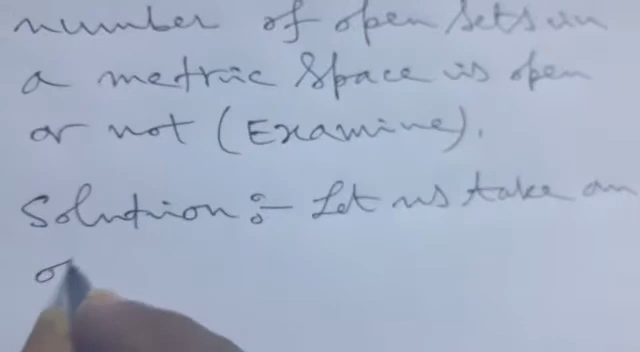 number of open sets in
a metric space is open
or not (Examine).
Solution :- Let us take an
o